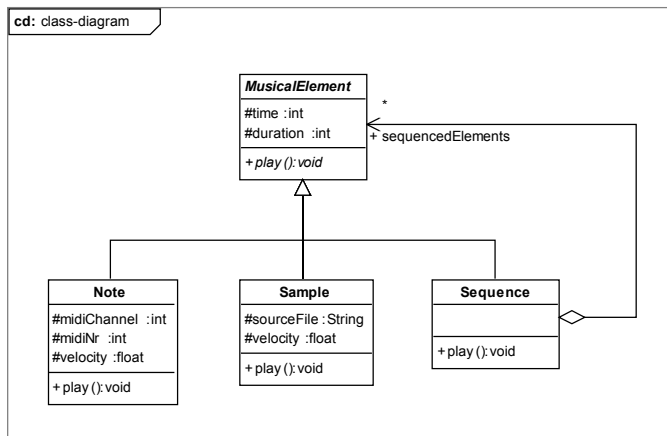 cd: class-diagram
MusicalElement
#time :int
#duration :int
+play():void
*
+ sequencedElements
Note
#midiChannel :int
#midiNr :int
#velocity :float
+play():void
Sample
#sourceFile :String
#velocity :float
+play():void
Sequence
+play():void